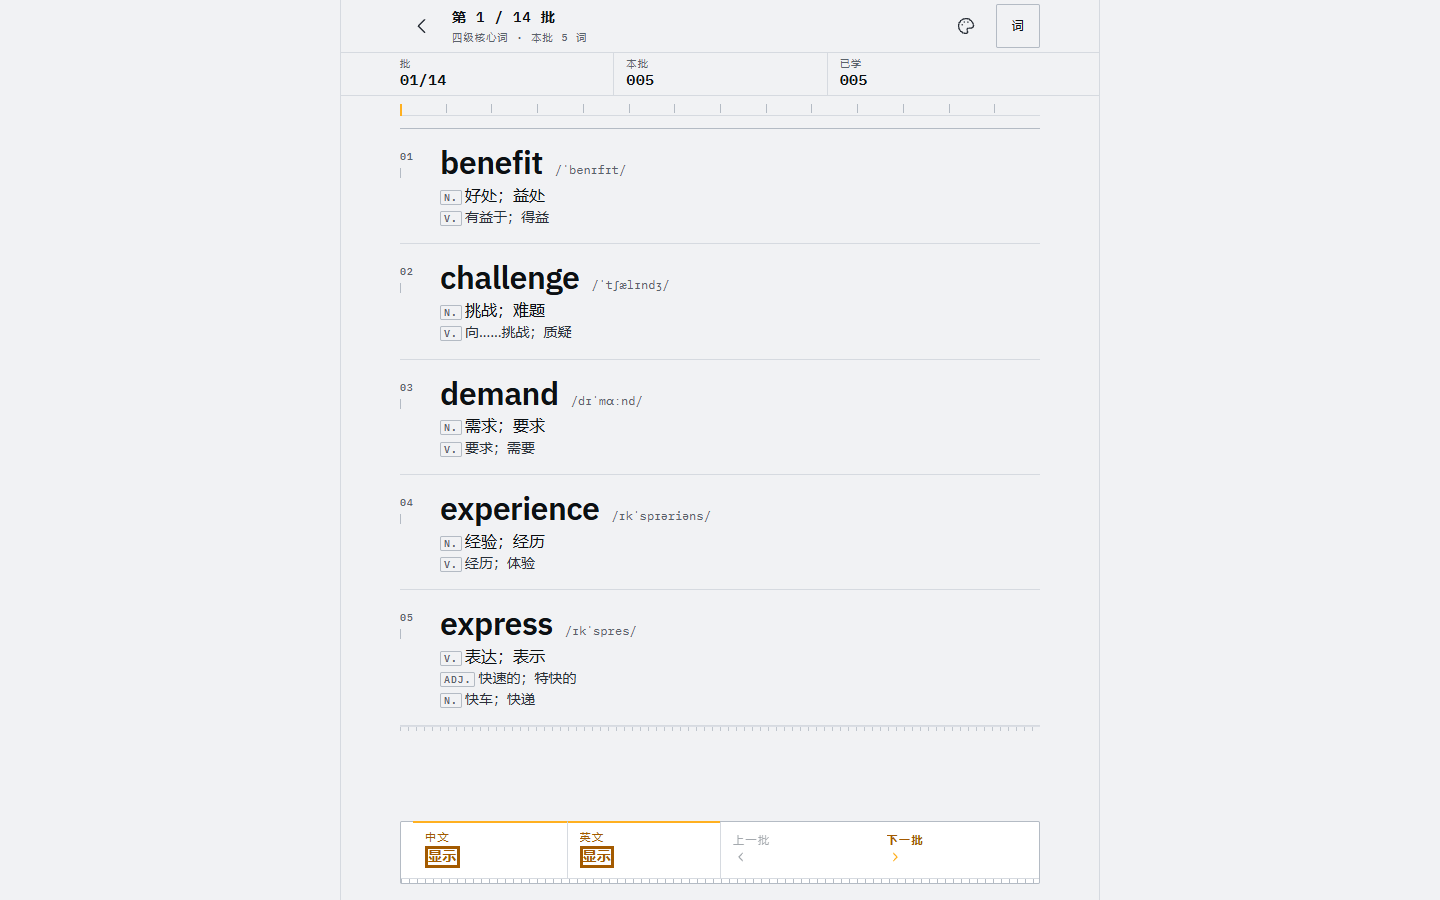 第 1 / 14 批
四级核心词 · 本批 5 词
词
批
01/14
本批
005
已学
005
01
benefit /ˈbenɪfɪt/
N. 好处；益处
V. 有益于；得益
02
challenge /ˈtʃælɪndʒ/
N. 挑战；难题
V. 向……挑战；质疑
03
demand /dɪˈmɑːnd/
N. 需求；要求
V. 要求；需要
04
experience /ɪkˈspɪəriəns/
N. 经验；经历
V. 经历；体验
05
express /ɪkˈspres/
V. 表达；表示
ADJ. 快速的；特快的
N. 快车；快递
中文
显示
英文
显示
上一批
下一批